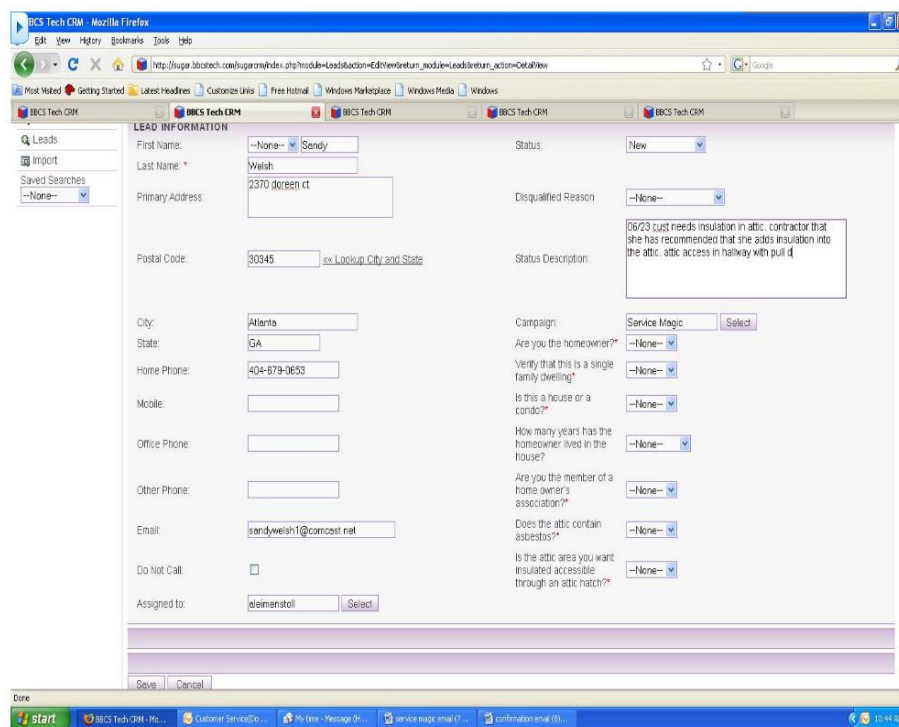 BBCS Tech CRM - Mozilla Firefox
Edit View History Bookmarks Tools Help
http://sugar.bbcstech.com/sugarcrm/index.php?module=Leads&action=EditView&return_module=Leads&return_action=DetailView
Google
Most Visited Getting Started Latest Headlines Customize Links Free Hotmail Windows Marketplace Windows Media Windows
BBCS Tech CRM BBCS Tech CRM BBCS Tech CRM BBCS Tech CRM BBCS Tech CRM
Leads
Import
Saved Searches
--None--
LEAD INFORMATION
First Name: --None-- Sandy Status: New
Last Name: * Welsh
Primary Address: 2370 doreen ct Disqualified Reason --None--
Postal Code: 30345 «« Lookup City and State Status Description:
06/23 cust needs insulation in attic. contractor that
she has recommended that she adds insulation into
the attic. attic access in hallway with pull d
City: Atlanta Campaign: Service Magic Select
State: GA Are you the homeowner?* --None--
Home Phone: 404-679-0653 Verify that this is a single
family dwelling* --None--
Mobile: Is this a house or a
condo?* --None--
Office Phone: How many years has the
homeowner lived in the
house? --None--
Other Phone: Are you the member of a
home owner's
association?* --None--
Email: sandywelsh1@comcast.net Does the attic contain
asbestos?* --None--
Do Not Call: Is the attic area you want
insulated accessible
through an attic hatch?* --None--
Assigned to: aleimenstoll Select
Save Cancel
Done
start BBCS Tech CRM - Mo... Customer Service(Do ... My time - Message (H... service magic email (7... confirmation email (8)... 10:44 A